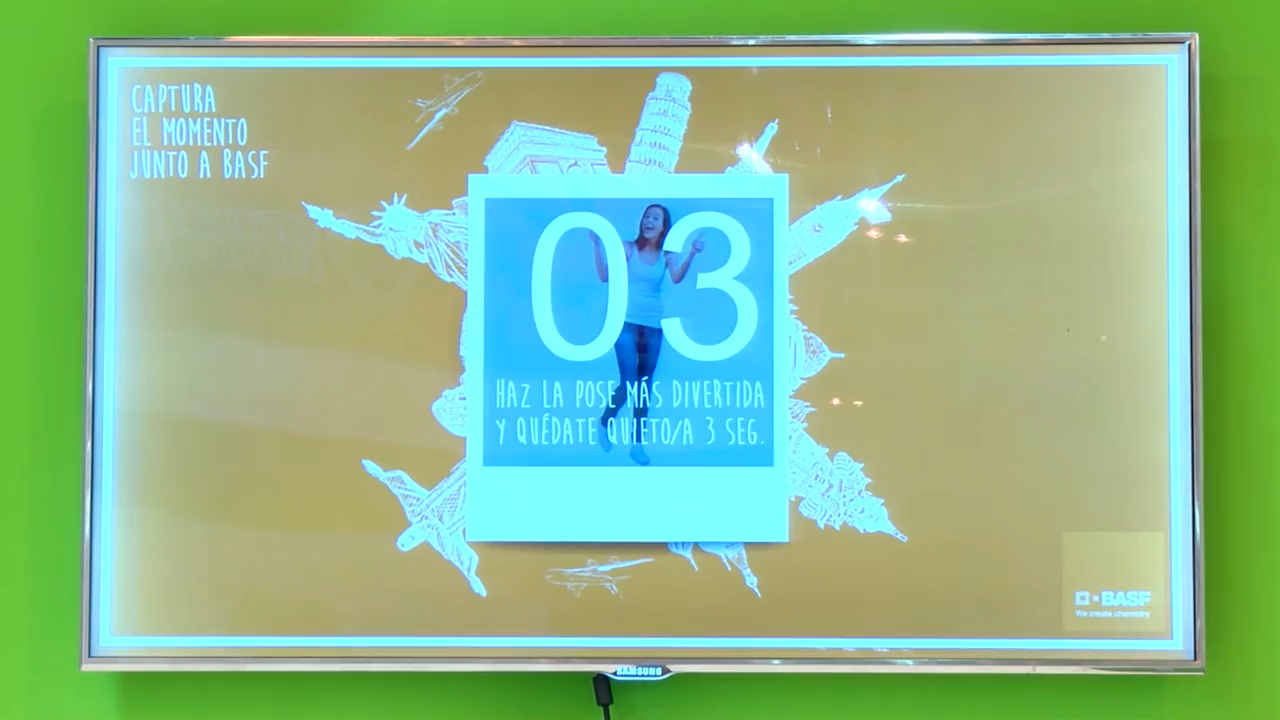 CAPTURA
EL MOMENTO
JUNTO A BASF
03
HAZ LA POSE MÁS DIVERTIDA
Y QUÉDATE QUIETO/A 3 SEG.
BASF
We create chemistry
SAMSUNG